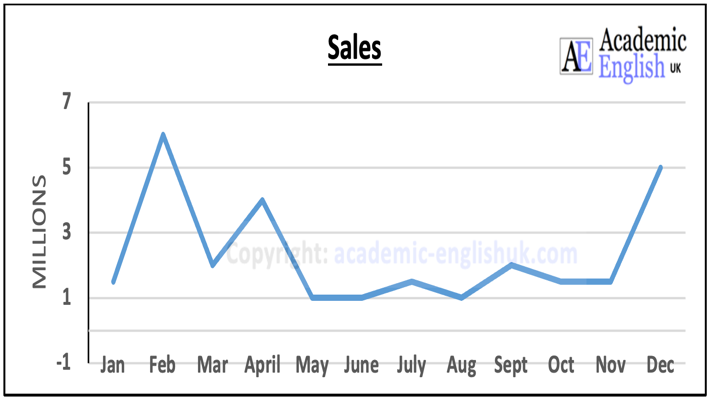 Sales
AE Academic
English UK
7
5
3
1
-1
MILLIONS
Copyright: academic-englishuk.com
Jan Feb Mar April May June July Aug Sept Oct Nov Dec